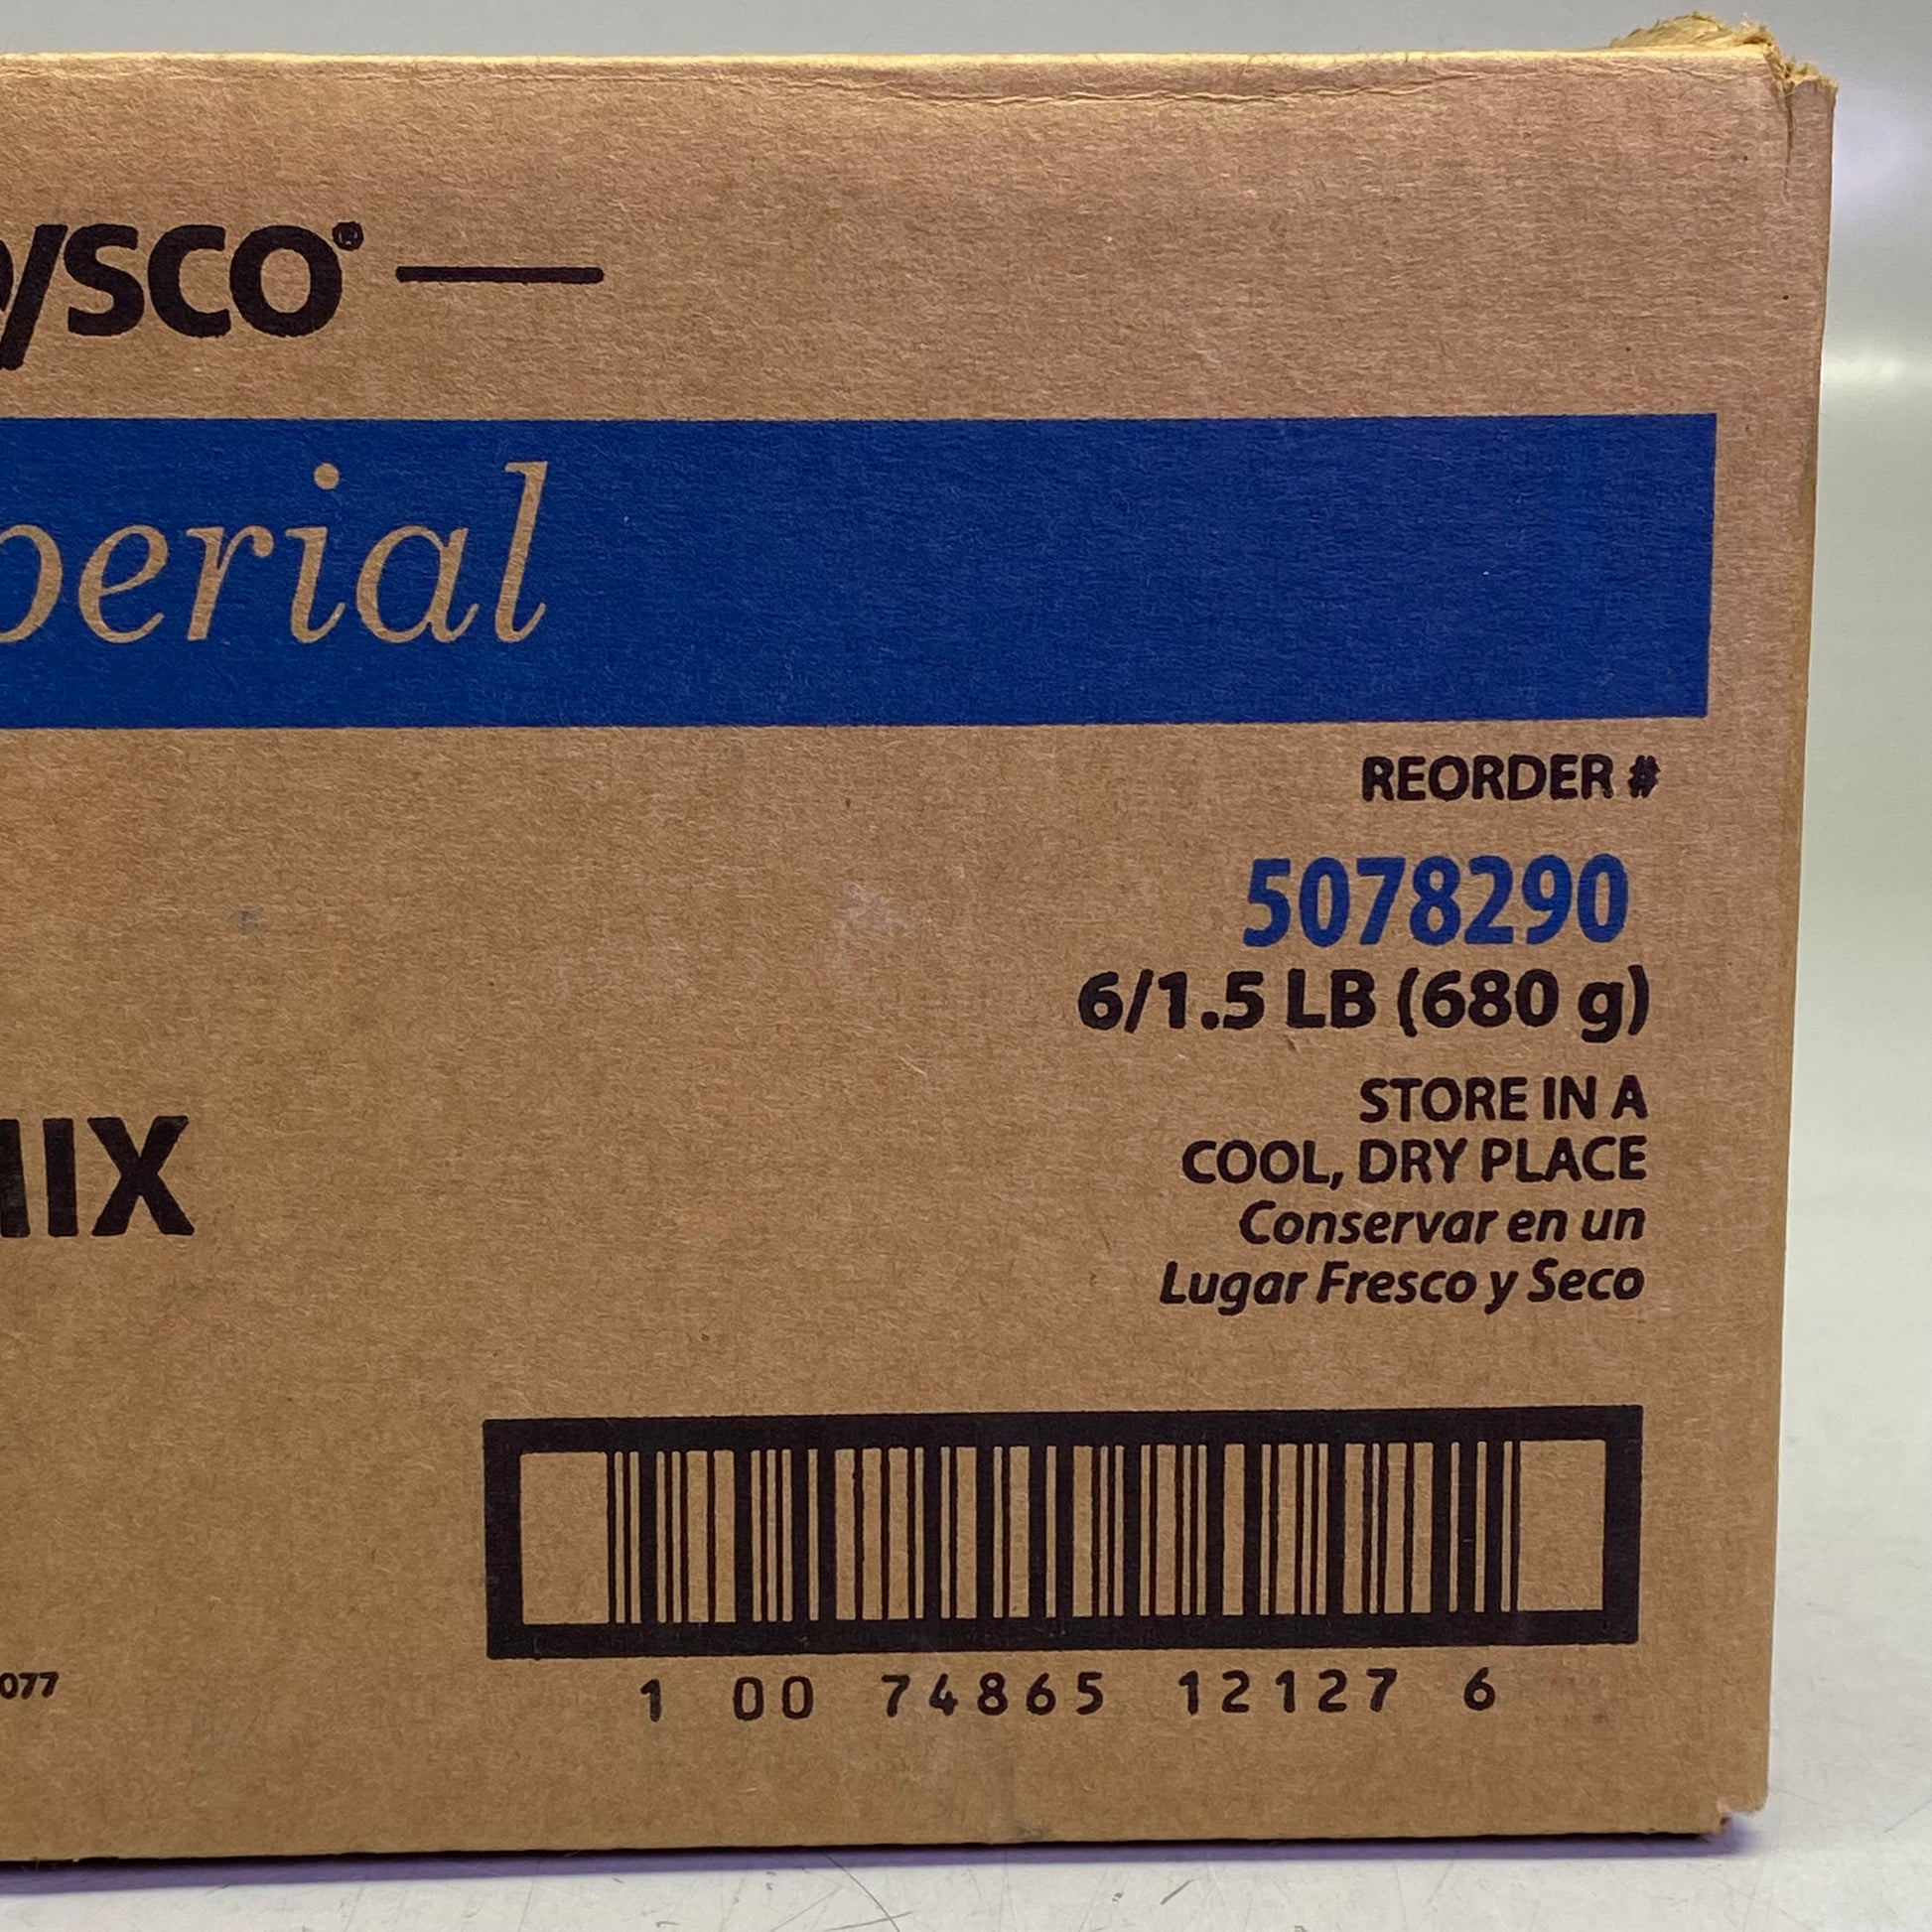 ysco®
perial
REORDER #
5078290
6/1.5 LB (680 g)
STORE IN A
COOL, DRY PLACE
Conservar en un
Lugar Fresco y Seco
MIX
1 00 74865 12127 6
077